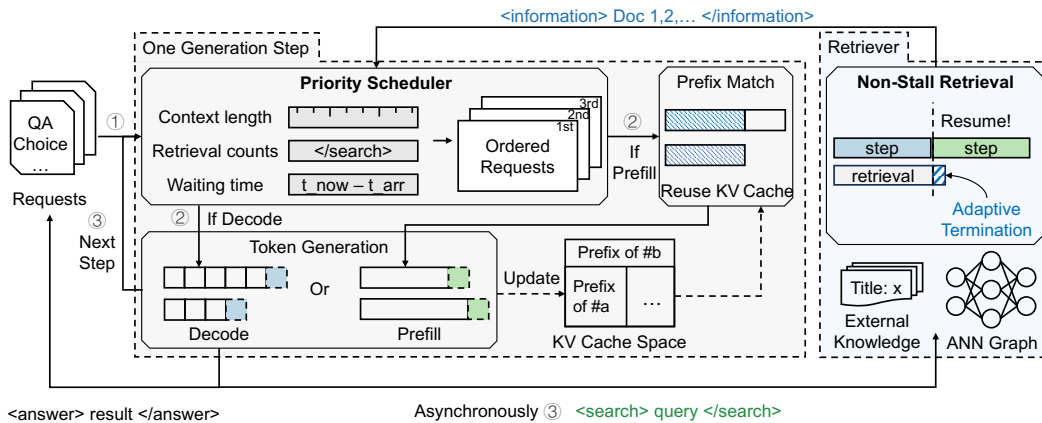 <information> Doc 1,2,… </information>
One Generation Step
Retriever
QA
Choice
…
Requests
①
Priority Scheduler
Context length
Retrieval counts
</search>
Waiting time
t_now – t_arr
1st
2nd
3rd
Ordered
Requests
②
If
Prefill
Prefix Match
Reuse KV Cache
Non-Stall Retrieval
Resume!
step
step
retrieval
Adaptive
Termination
③
Next
Step
②
If Decode
Token Generation
Or
Decode
Prefill
Update
Prefix of #b
Prefix
of #a
…
KV Cache Space
Title: x
External
Knowledge
ANN Graph
<answer> result </answer>
Asynchronously ③ <search> query </search>